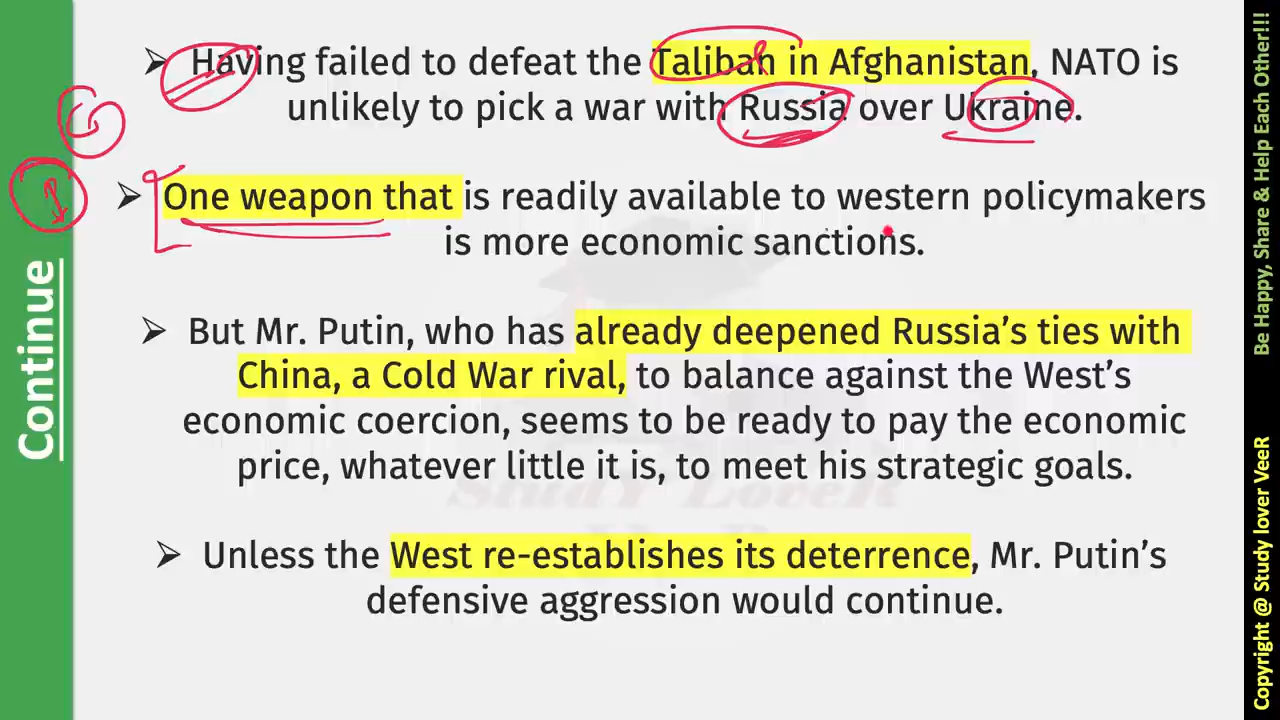 Having failed to defeat the Taliban in Afghanistan, NATO is
unlikely to pick a war with Russia over Ukraine.
One weapon that is readily available to western policymakers
is more economic sanctions.
But Mr. Putin, who has already deepened Russia's ties with
China, a Cold War rival, to balance against the West's
economic coercion, seems to be ready to pay the economic
price, whatever little it is, to meet his strategic goals.
Unless the West re-establishes its deterrence, Mr. Putin's
defensive aggression would continue.
Continue
Be Happy, Share & Help Each Other!!!
Copyright @ Study lover VeeR